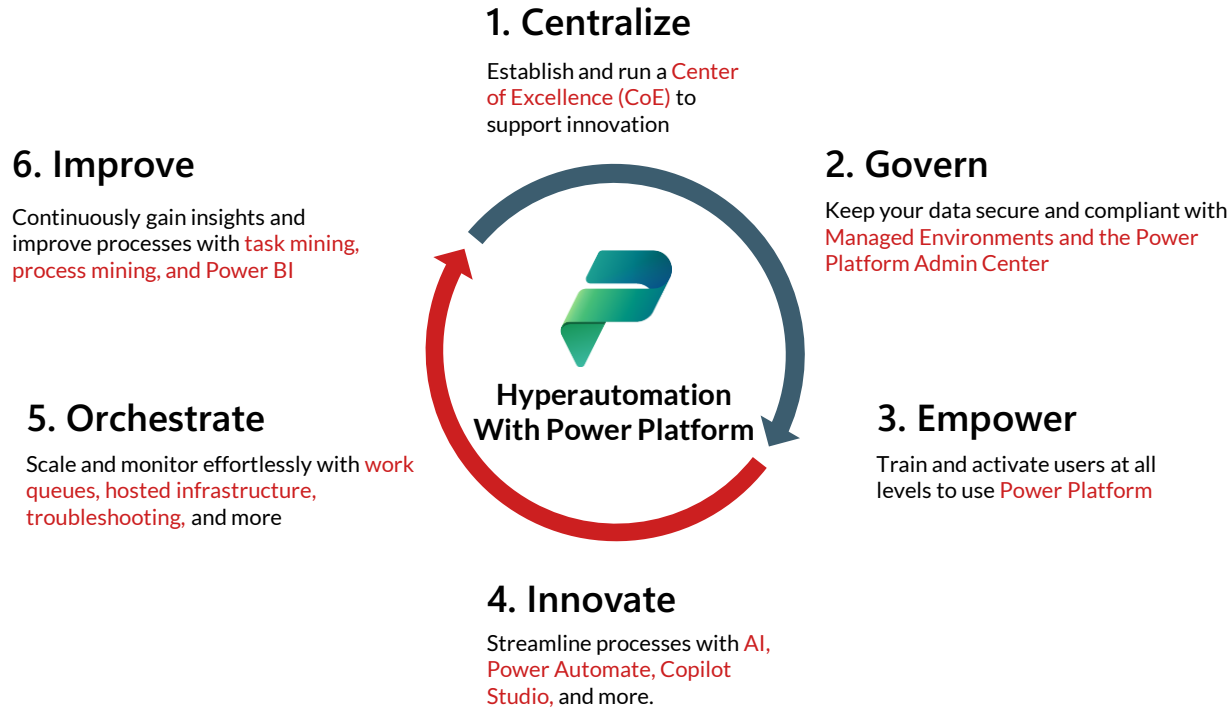 1. Centralize
Establish and run a Center
of Excellence (CoE) to
support innovation
2. Govern
Keep your data secure and compliant with
Managed Environments and the Power
Platform Admin Center
3. Empower
Train and activate users at all
levels to use Power Platform
4. Innovate
Streamline processes with AI,
Power Automate, Copilot
Studio, and more.
5. Orchestrate
Scale and monitor effortlessly with work
queues, hosted infrastructure,
troubleshooting, and more
6. Improve
Continuously gain insights and
improve processes with task mining,
process mining, and Power BI
Hyperautomation
With Power Platform